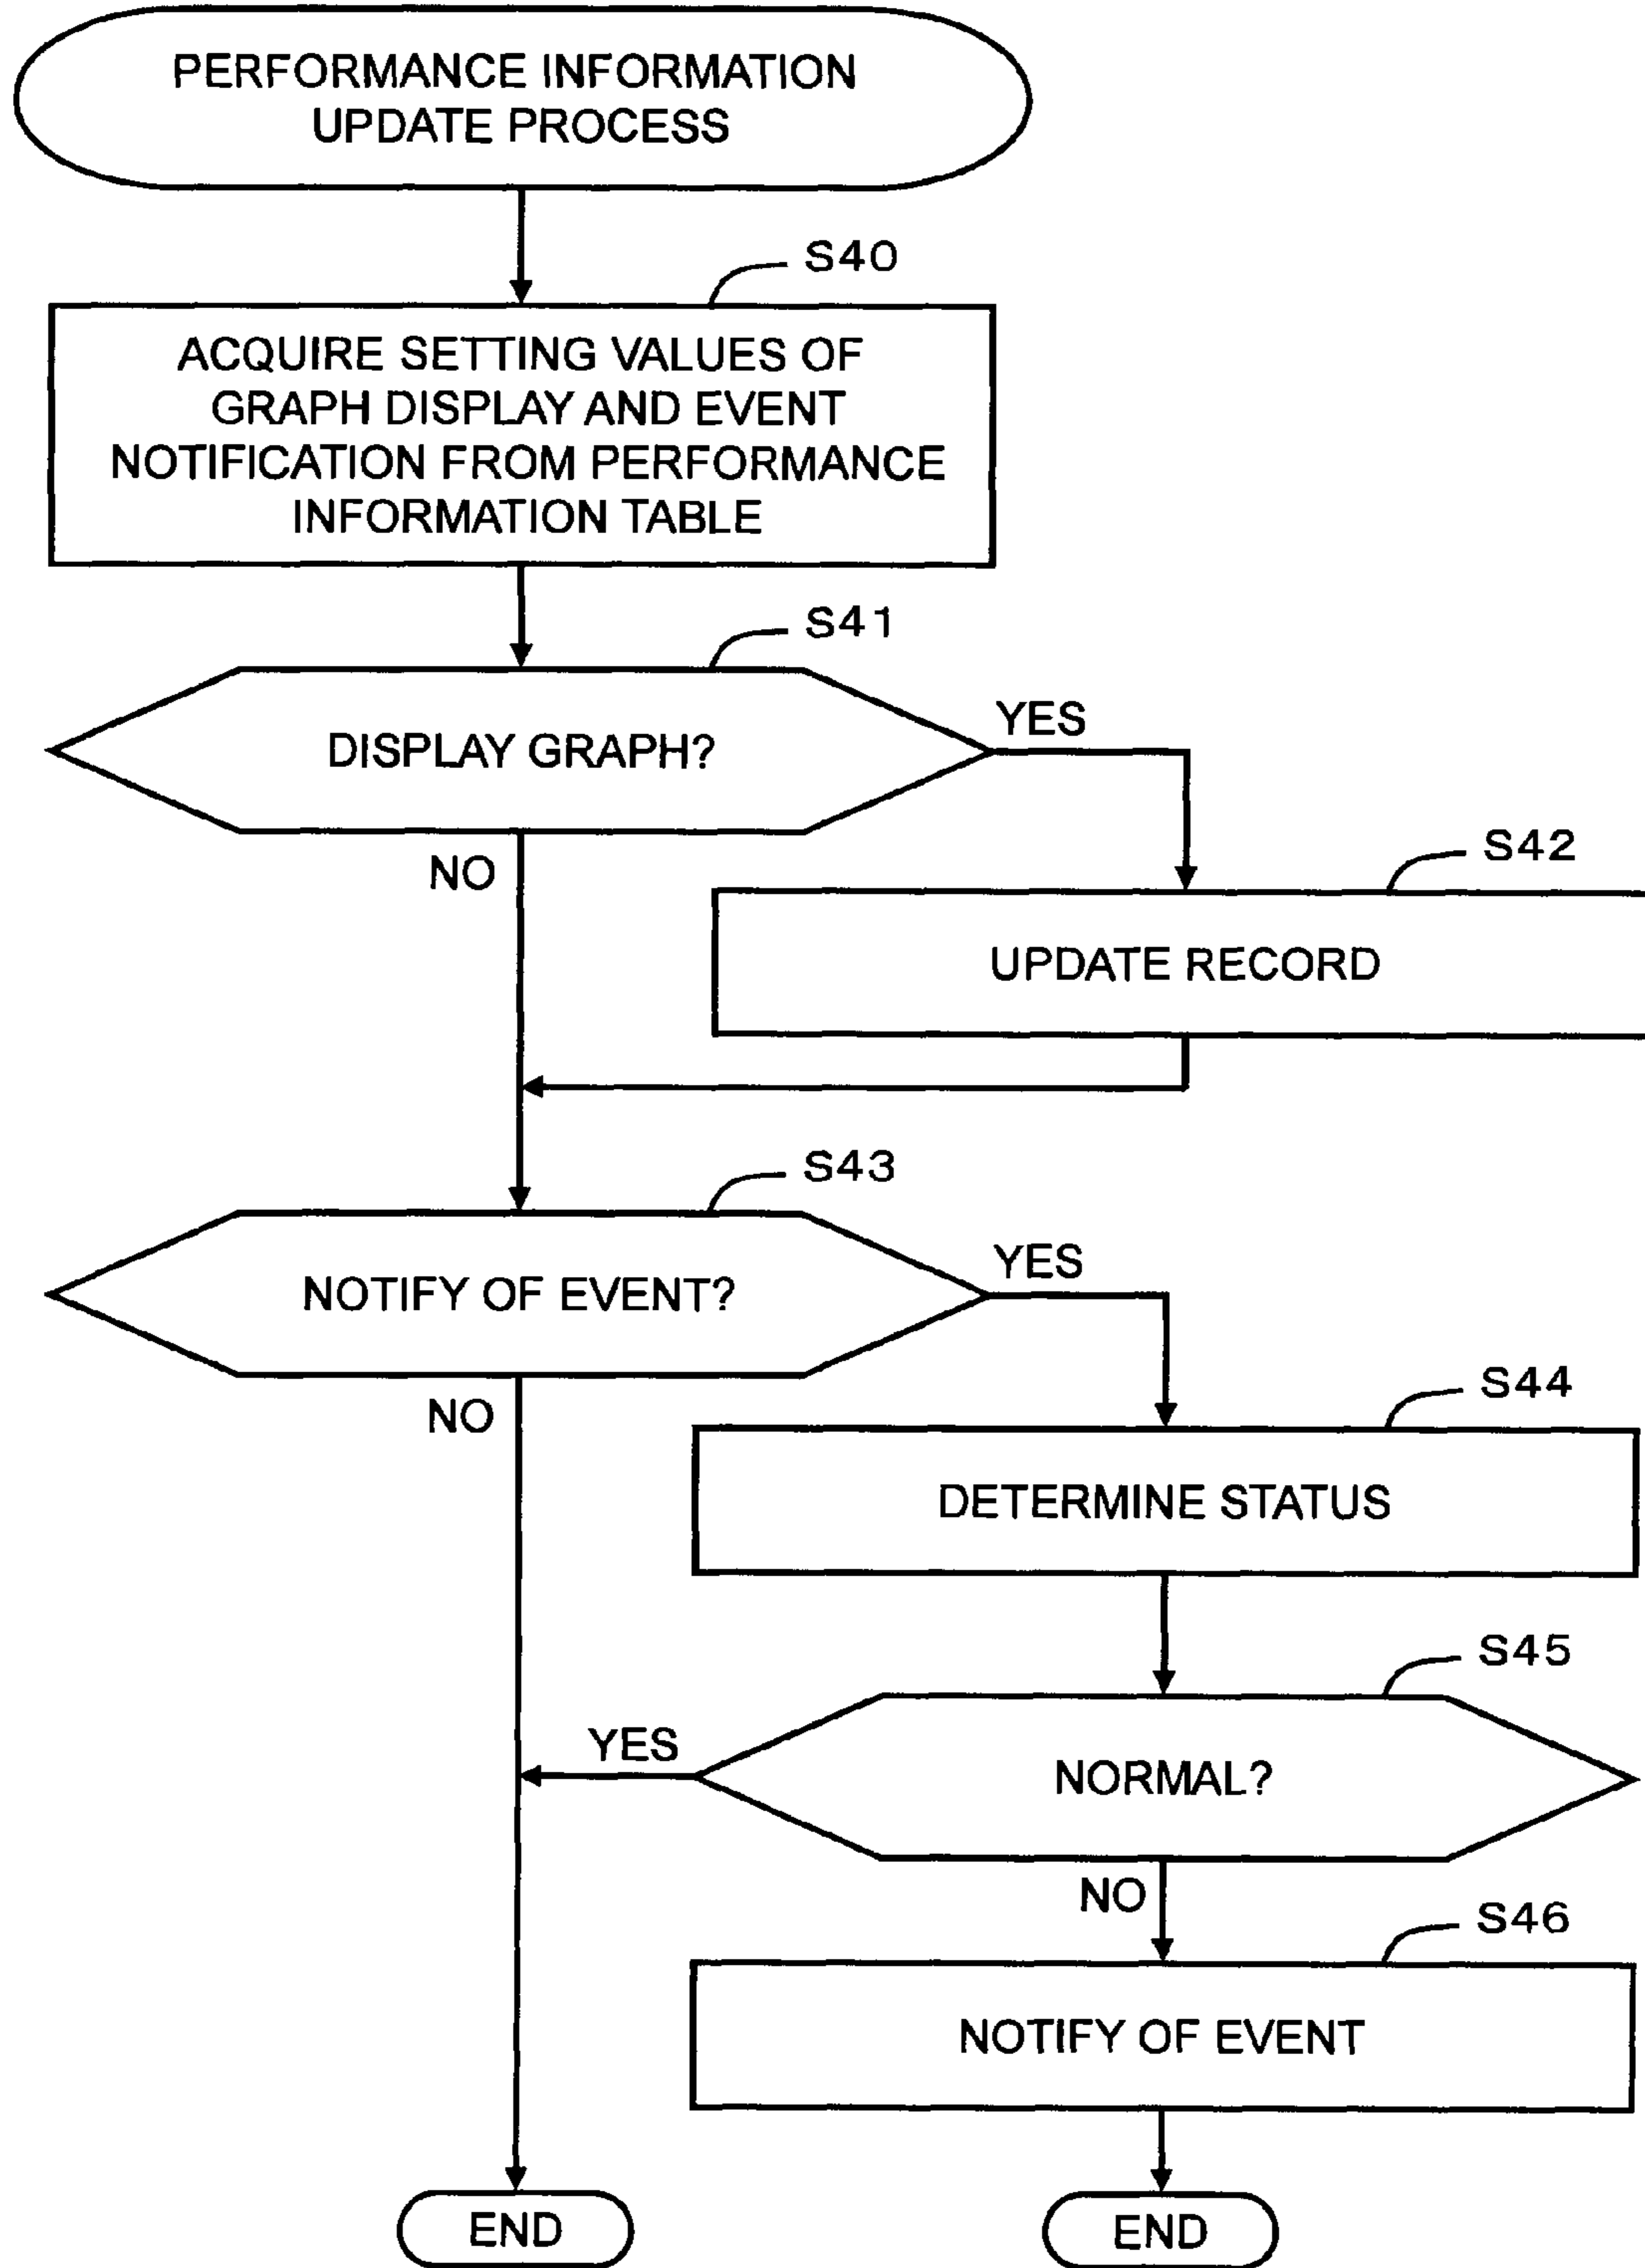 PERFORMANCE INFORMATION
UPDATE PROCESS
S40
ACQUIRE SETTING VALUES OF
GRAPH DISPLAY AND EVENT
NOTIFICATION FROM PERFORMANCE
INFORMATION TABLE
S41
DISPLAY GRAPH?
YES
NO
S42
UPDATE RECORD
S43
NOTIFY OF EVENT?
YES
NO
S44
DETERMINE STATUS
S45
YES
NORMAL?
NO
S46
NOTIFY OF EVENT
END
END